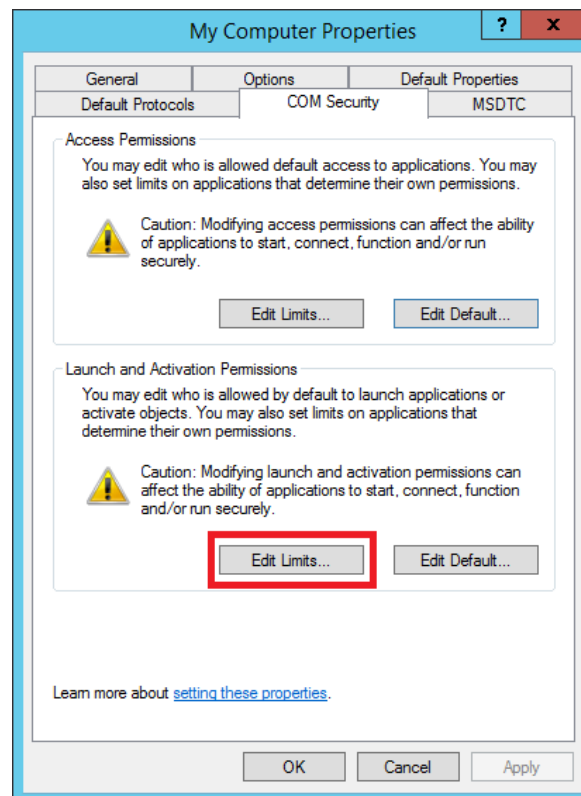 My Computer Properties
? x
General Options Default Properties
Default Protocols COM Security MSDTC
Access Permissions
You may edit who is allowed default access to applications. You may
also set limits on applications that determine their own permissions.
Caution: Modifying access permissions can affect the ability
of applications to start, connect, function and/or run
securely.
Edit Limits... Edit Default...
Launch and Activation Permissions
You may edit who is allowed by default to launch applications or
activate objects. You may also set limits on applications that
determine their own permissions.
Caution: Modifying launch and activation permissions can
affect the ability of applications to start, connect, function
and/or run securely.
Edit Limits... Edit Default...
Learn more about setting these properties.
OK Cancel Apply